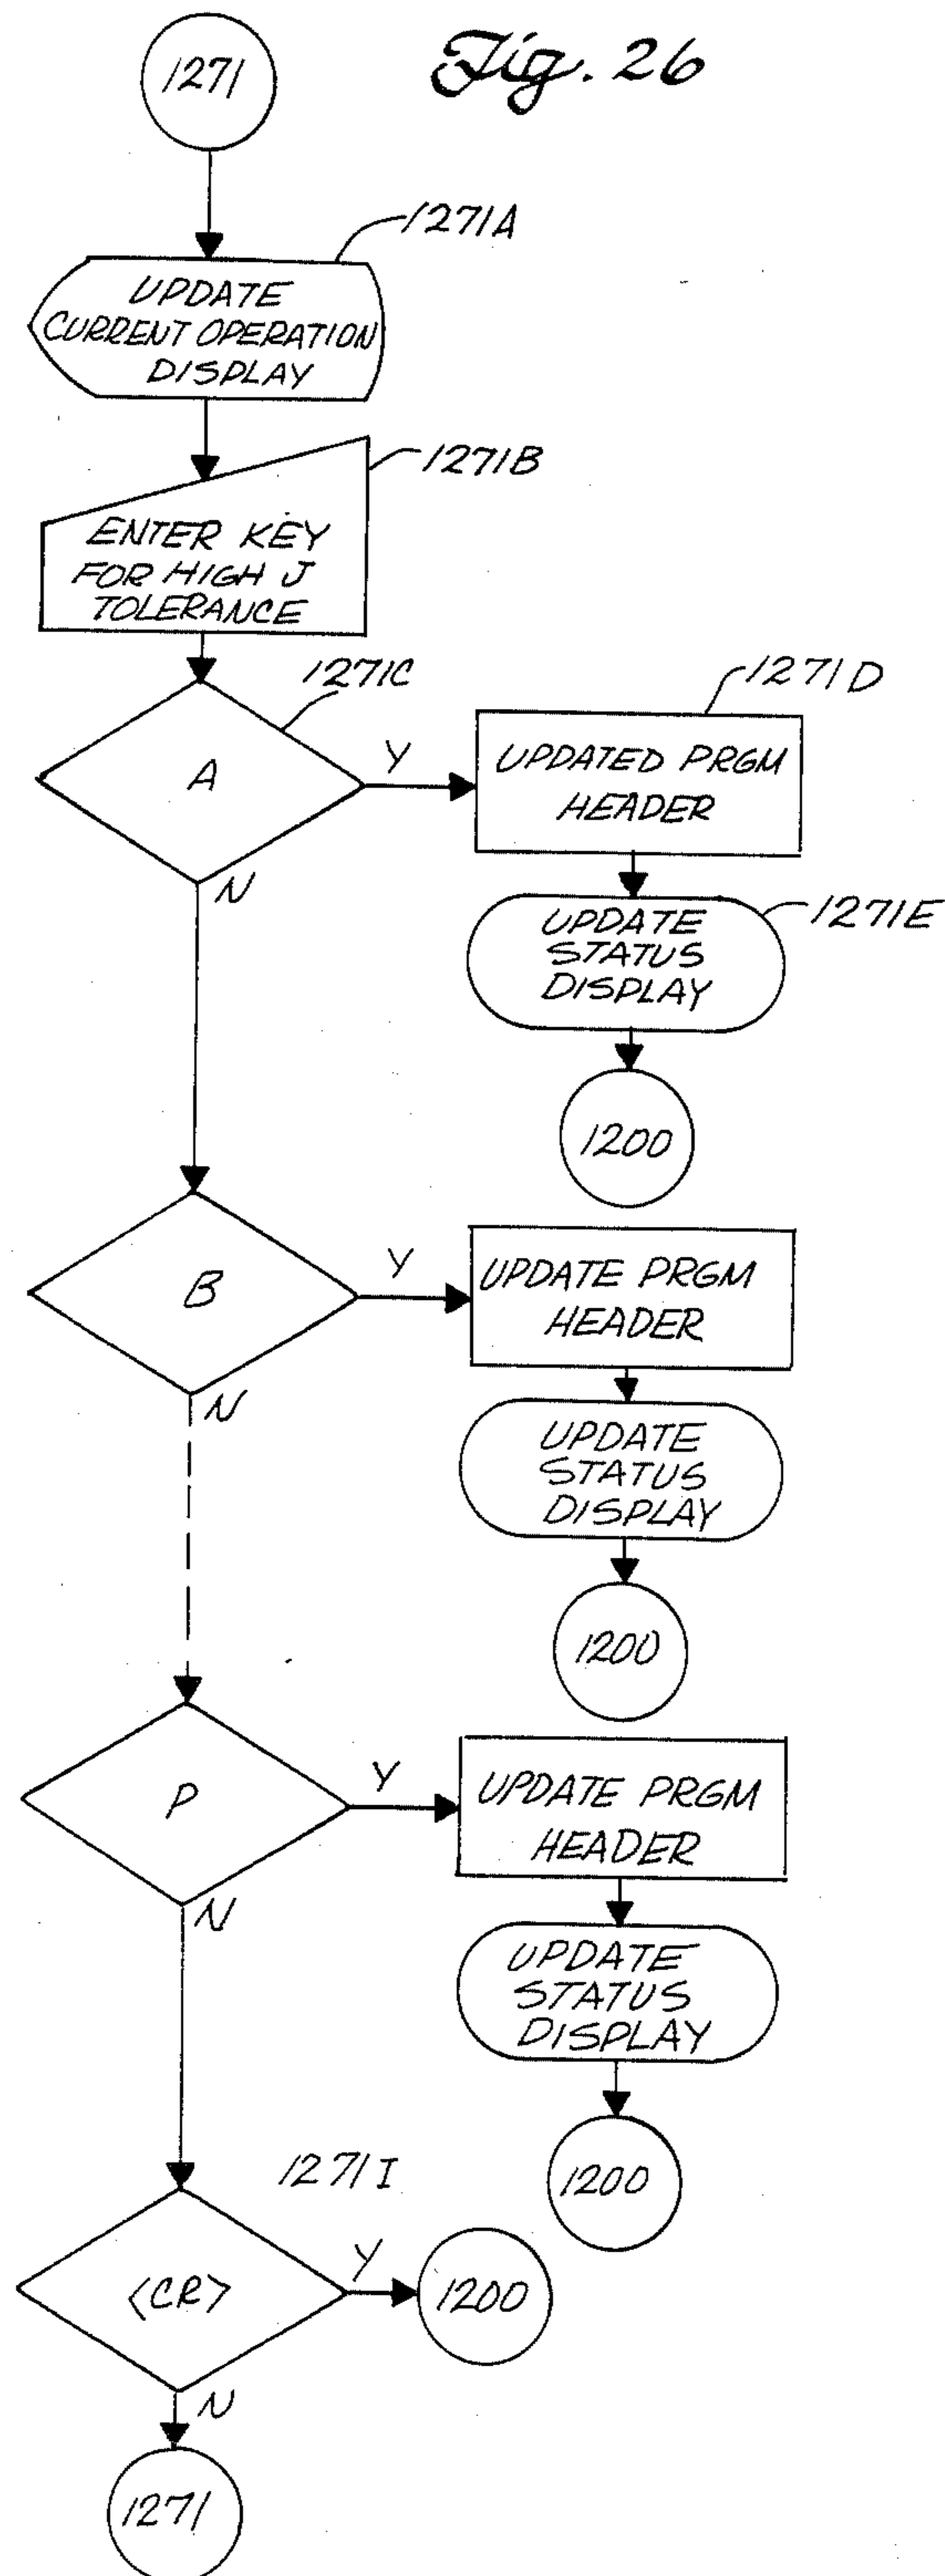 Fig. 26
1271
1271A
UPDATE
CURRENT OPERATION
DISPLAY
1271B
ENTER KEY
FOR HIGH J
TOLERANCE
1271C
A
Y
N
1271D
UPDATED PRGM
HEADER
1271E
UPDATE
STATUS
DISPLAY
1200
B
Y
N
UPDATE PRGM
HEADER
UPDATE
STATUS
DISPLAY
1200
P
Y
N
UPDATE PRGM
HEADER
UPDATE
STATUS
DISPLAY
1200
1271I
<CR>
Y
1200
N
1271